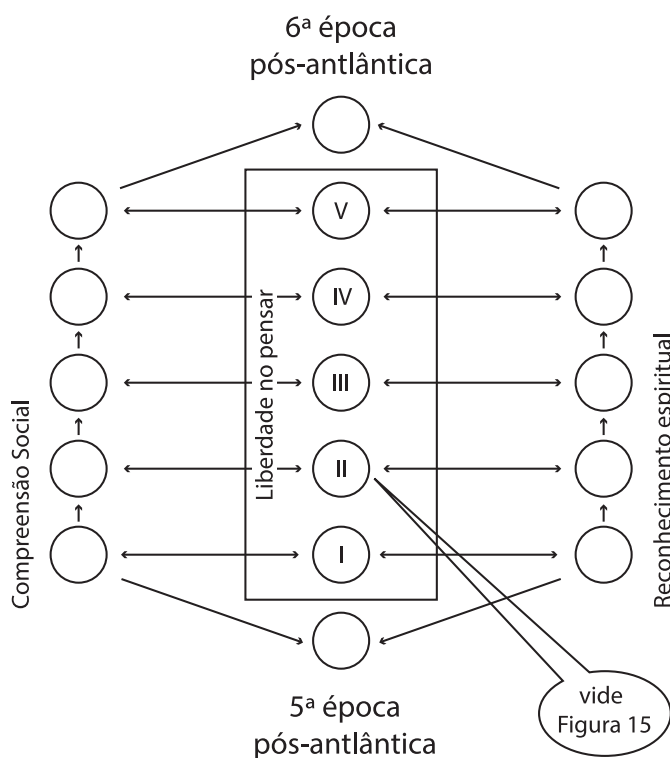 6ª época
pós-antlântica
V
IV
III
II
I
Liberdade no pensar
Compreensão Social
Reconhecimento espiritual
5ª época
pós-antlântica
vide
Figura 15